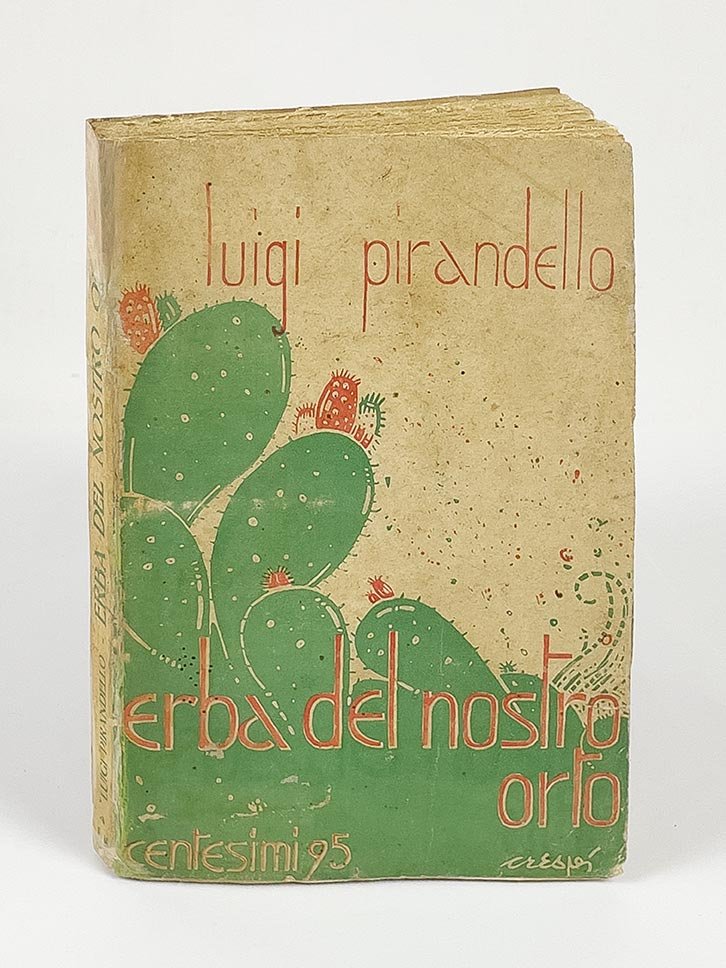 luigi pirandello
erba del nostro
orto
centesimi 95
crespi
LUIGI PIRANDELLO - ERBA DEL NOSTRO O